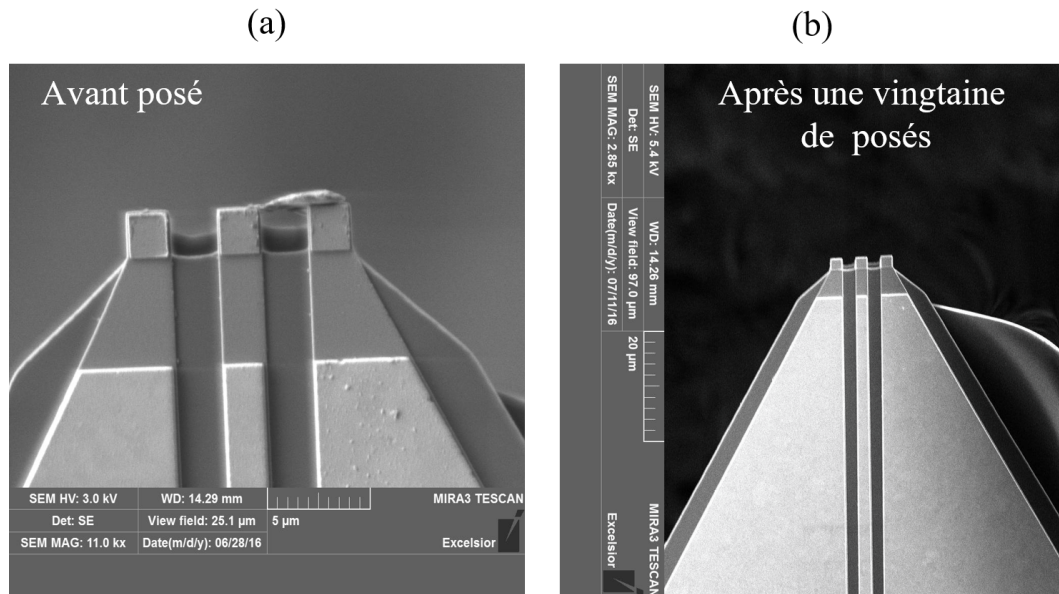 (a)
(b)
Avant posé
SEM HV: 3.0 kV
WD: 14.29 mm
MIRA3 TESCAN
Det: SE
View field: 25.1 µm
5 µm
SEM MAG: 11.0 kx
Date(m/d/y): 06/28/16
Excelsior
Après une vingtaine
de posés
SEM HV: 5.4 kV
WD: 14.26 mm
MIRA3 TESCAN
Det: SE
View field: 97.0 µm
20 µm
SEM MAG: 2.85 kx
Date(m/d/y): 07/11/16
Excelsior